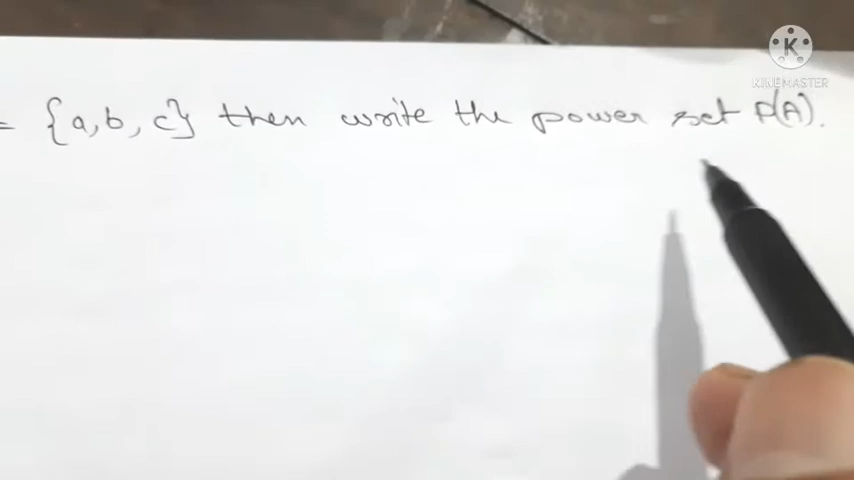 = {a, b, c} then write the power set P(A).
K
KINEMASTER